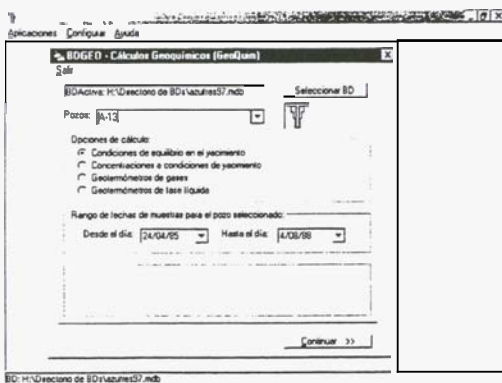 Aplicaciones Configurar Ayuda
BDGEO - Cálculos Geoquímicos (GeoQuim)
Salir
BDActiva: H:\Directorio de BDs\azufres97.mdb
Seleccionar BD
Pozos: A-13
Opciones de cálculo:
Condiciones de equilibrio en el yacimiento
Concentraciones a condiciones de yacimiento
Geotermómetros de gases
Geotermómetros de fase líquida
Rango de fechas de muestras para el pozo seleccionado:
Desde el día: 24/04/85 Hasta el día: 4/08/98
Continuar >>
BD: H:\Directorio de BDs\azufres97.mdb